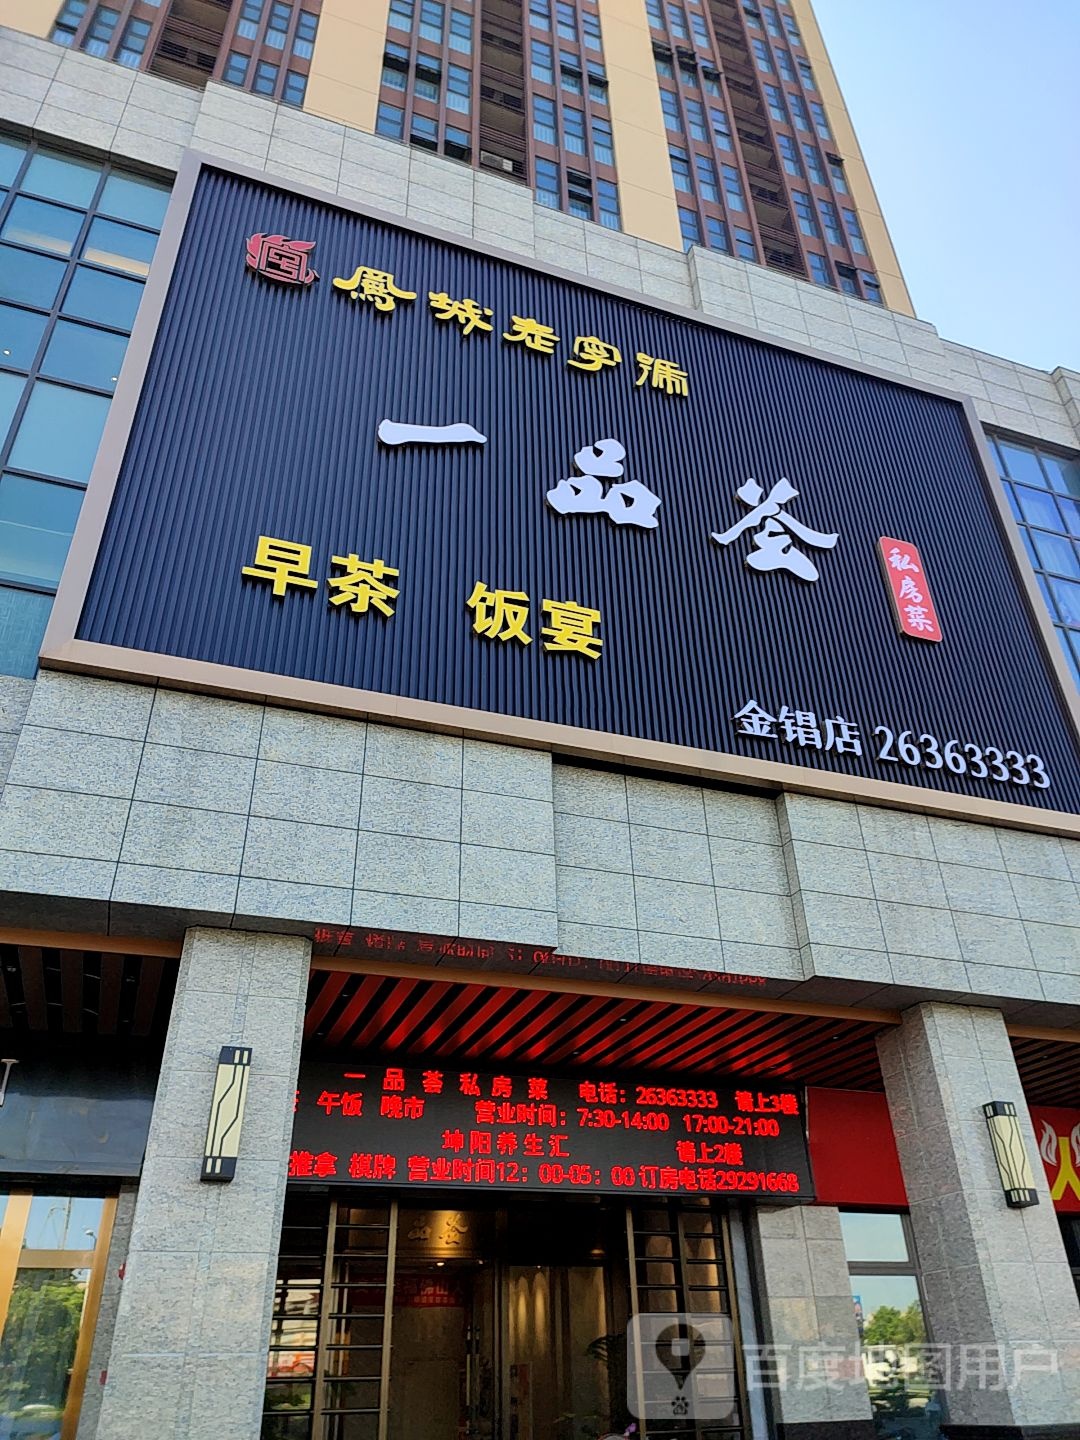 鳳城老字號
一品荟
私房菜
早茶 饭宴
金锠店 26363333
一品荟私房菜 电话：26363333 请上3楼
午饭 晚市 营业时间：7:30-14:00 17:00-21:00
坤阳养生汇 请上2楼
推拿 棋牌 营业时间12：00-05：00 订房电话29291668
一品荟
百度地图用户